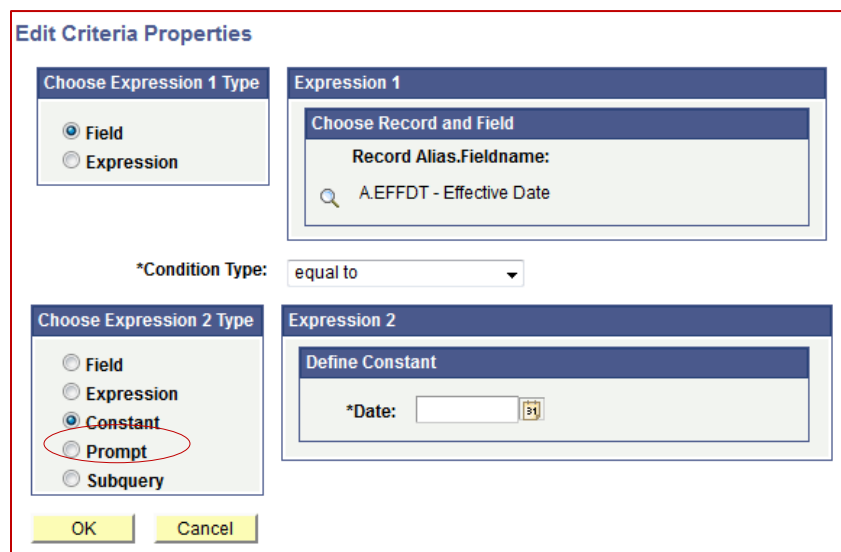 Edit Criteria Properties
Choose Expression 1 Type
Field
Expression
Expression 1
Choose Record and Field
Record Alias.Fieldname:
A.EFFDT - Effective Date
*Condition Type:
equal to
Choose Expression 2 Type
Field
Expression
Constant
Prompt
Subquery
Expression 2
Define Constant
*Date:
31
OK
Cancel